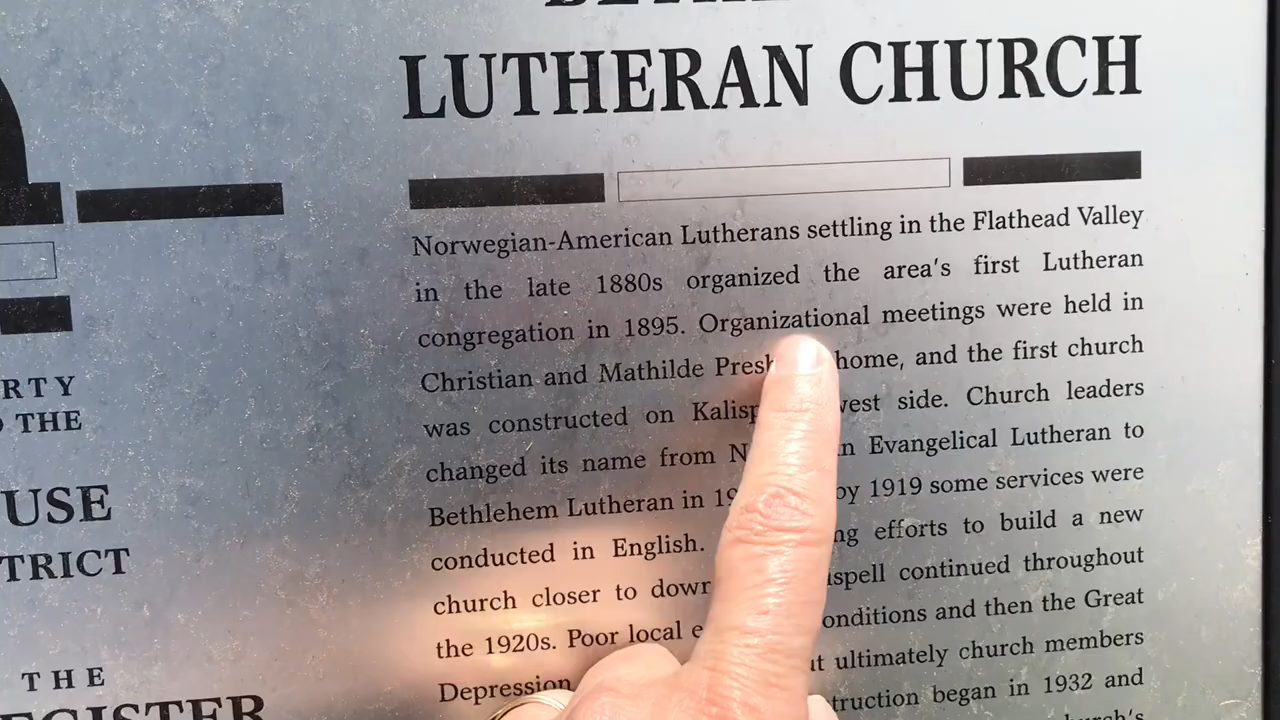 LUTHERAN CHURCH
Norwegian-American Lutherans settling in the Flathead Valley
in the late 1880s organized the area's first Lutheran
congregation in 1895. Organizational meetings were held in
Christian and Mathilde home, and the first church
was constructed on west side. Church leaders
changed its name from Evangelical Lutheran to
Bethlehem Lutheran in by 1919 some services were
conducted in English. efforts to build a new
church closer to continued throughout
the 1920s. Poor local and then the Great
Depression ultimately church members
began in 1932 and
RTY
THE
USE
TRICT
THE
EGISTER